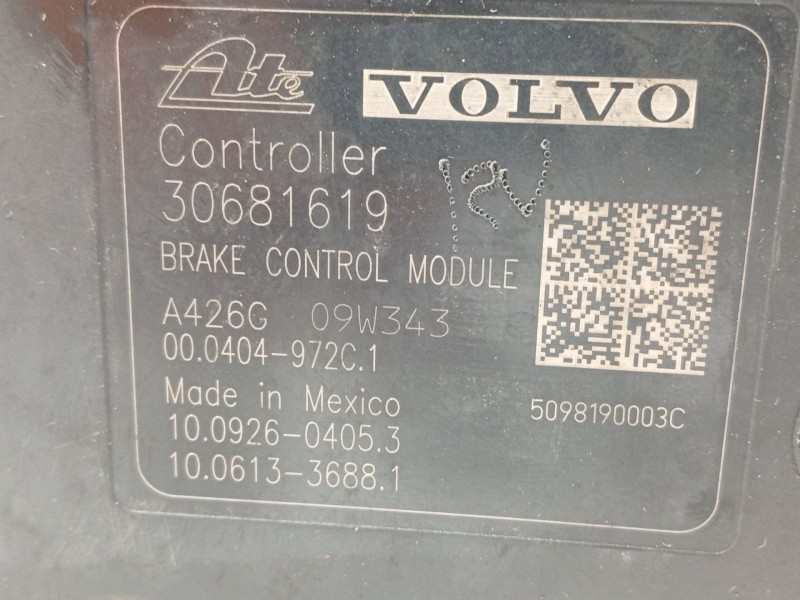 Ate VOLVO
Controller
30681619
12V
BRAKE CONTROL MODULE
A426G 09W343
00.0404-972C.1
Made in Mexico
5098190003C
10.0926-0405.3
10.0613-3688.1